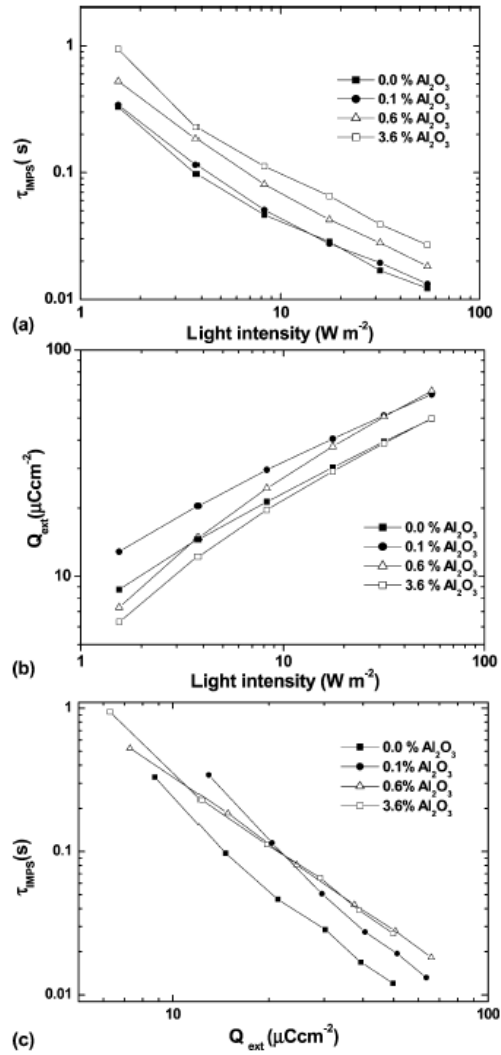 1
0.1
0.01
τIMPS( s)
0.0 % Al2O3
0.1 % Al2O3
0.6 % Al2O3
3.6 % Al2O3
1 10 100
(a) Light intensity (W m-2)
100
10
Qext(μCcm-2)
0.0 % Al2O3
0.1 % Al2O3
0.6 % Al2O3
3.6 % Al2O3
1 10 100
(b) Light intensity (W m-2)
1
0.1
0.01
τIMPS(s)
0.0 % Al2O3
0.1% Al2O3
0.6% Al2O3
3.6% Al2O3
10 100
(c) Q ext (μCcm-2)